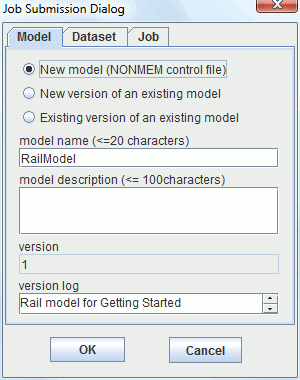 Job Submission Dialog
Model Dataset Job
New model (NONMEM control file)
New version of an existing model
Existing version of an existing model
model name (<=20 characters)
RailModel
model description (<= 100characters)
version
1
version log
Rail model for Getting Started
OK Cancel